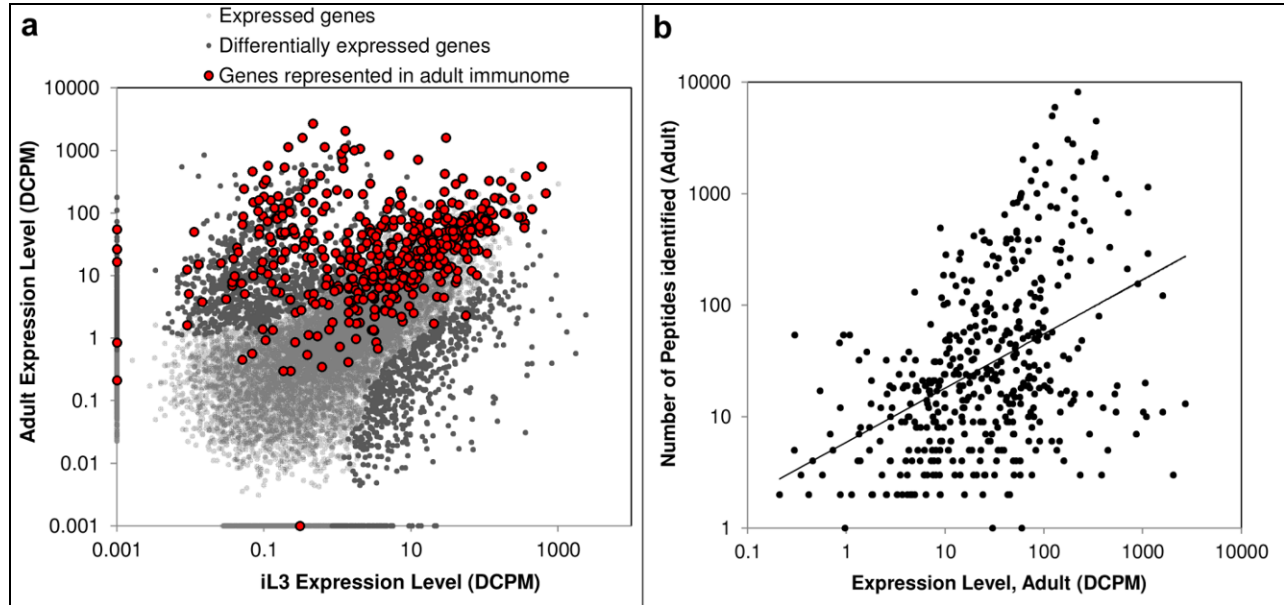 a
Expressed genes
Differentially expressed genes
Genes represented in adult immunome
Adult Expression Level (DCPM)
10000
1000
100
10
1
0.1
0.01
0.001
0.001
0.1
10
1000
iL3 Expression Level (DCPM)
b
Number of Peptides identified (Adult)
10000
1000
100
10
1
0.1
1
10
100
1000
10000
Expression Level, Adult (DCPM)